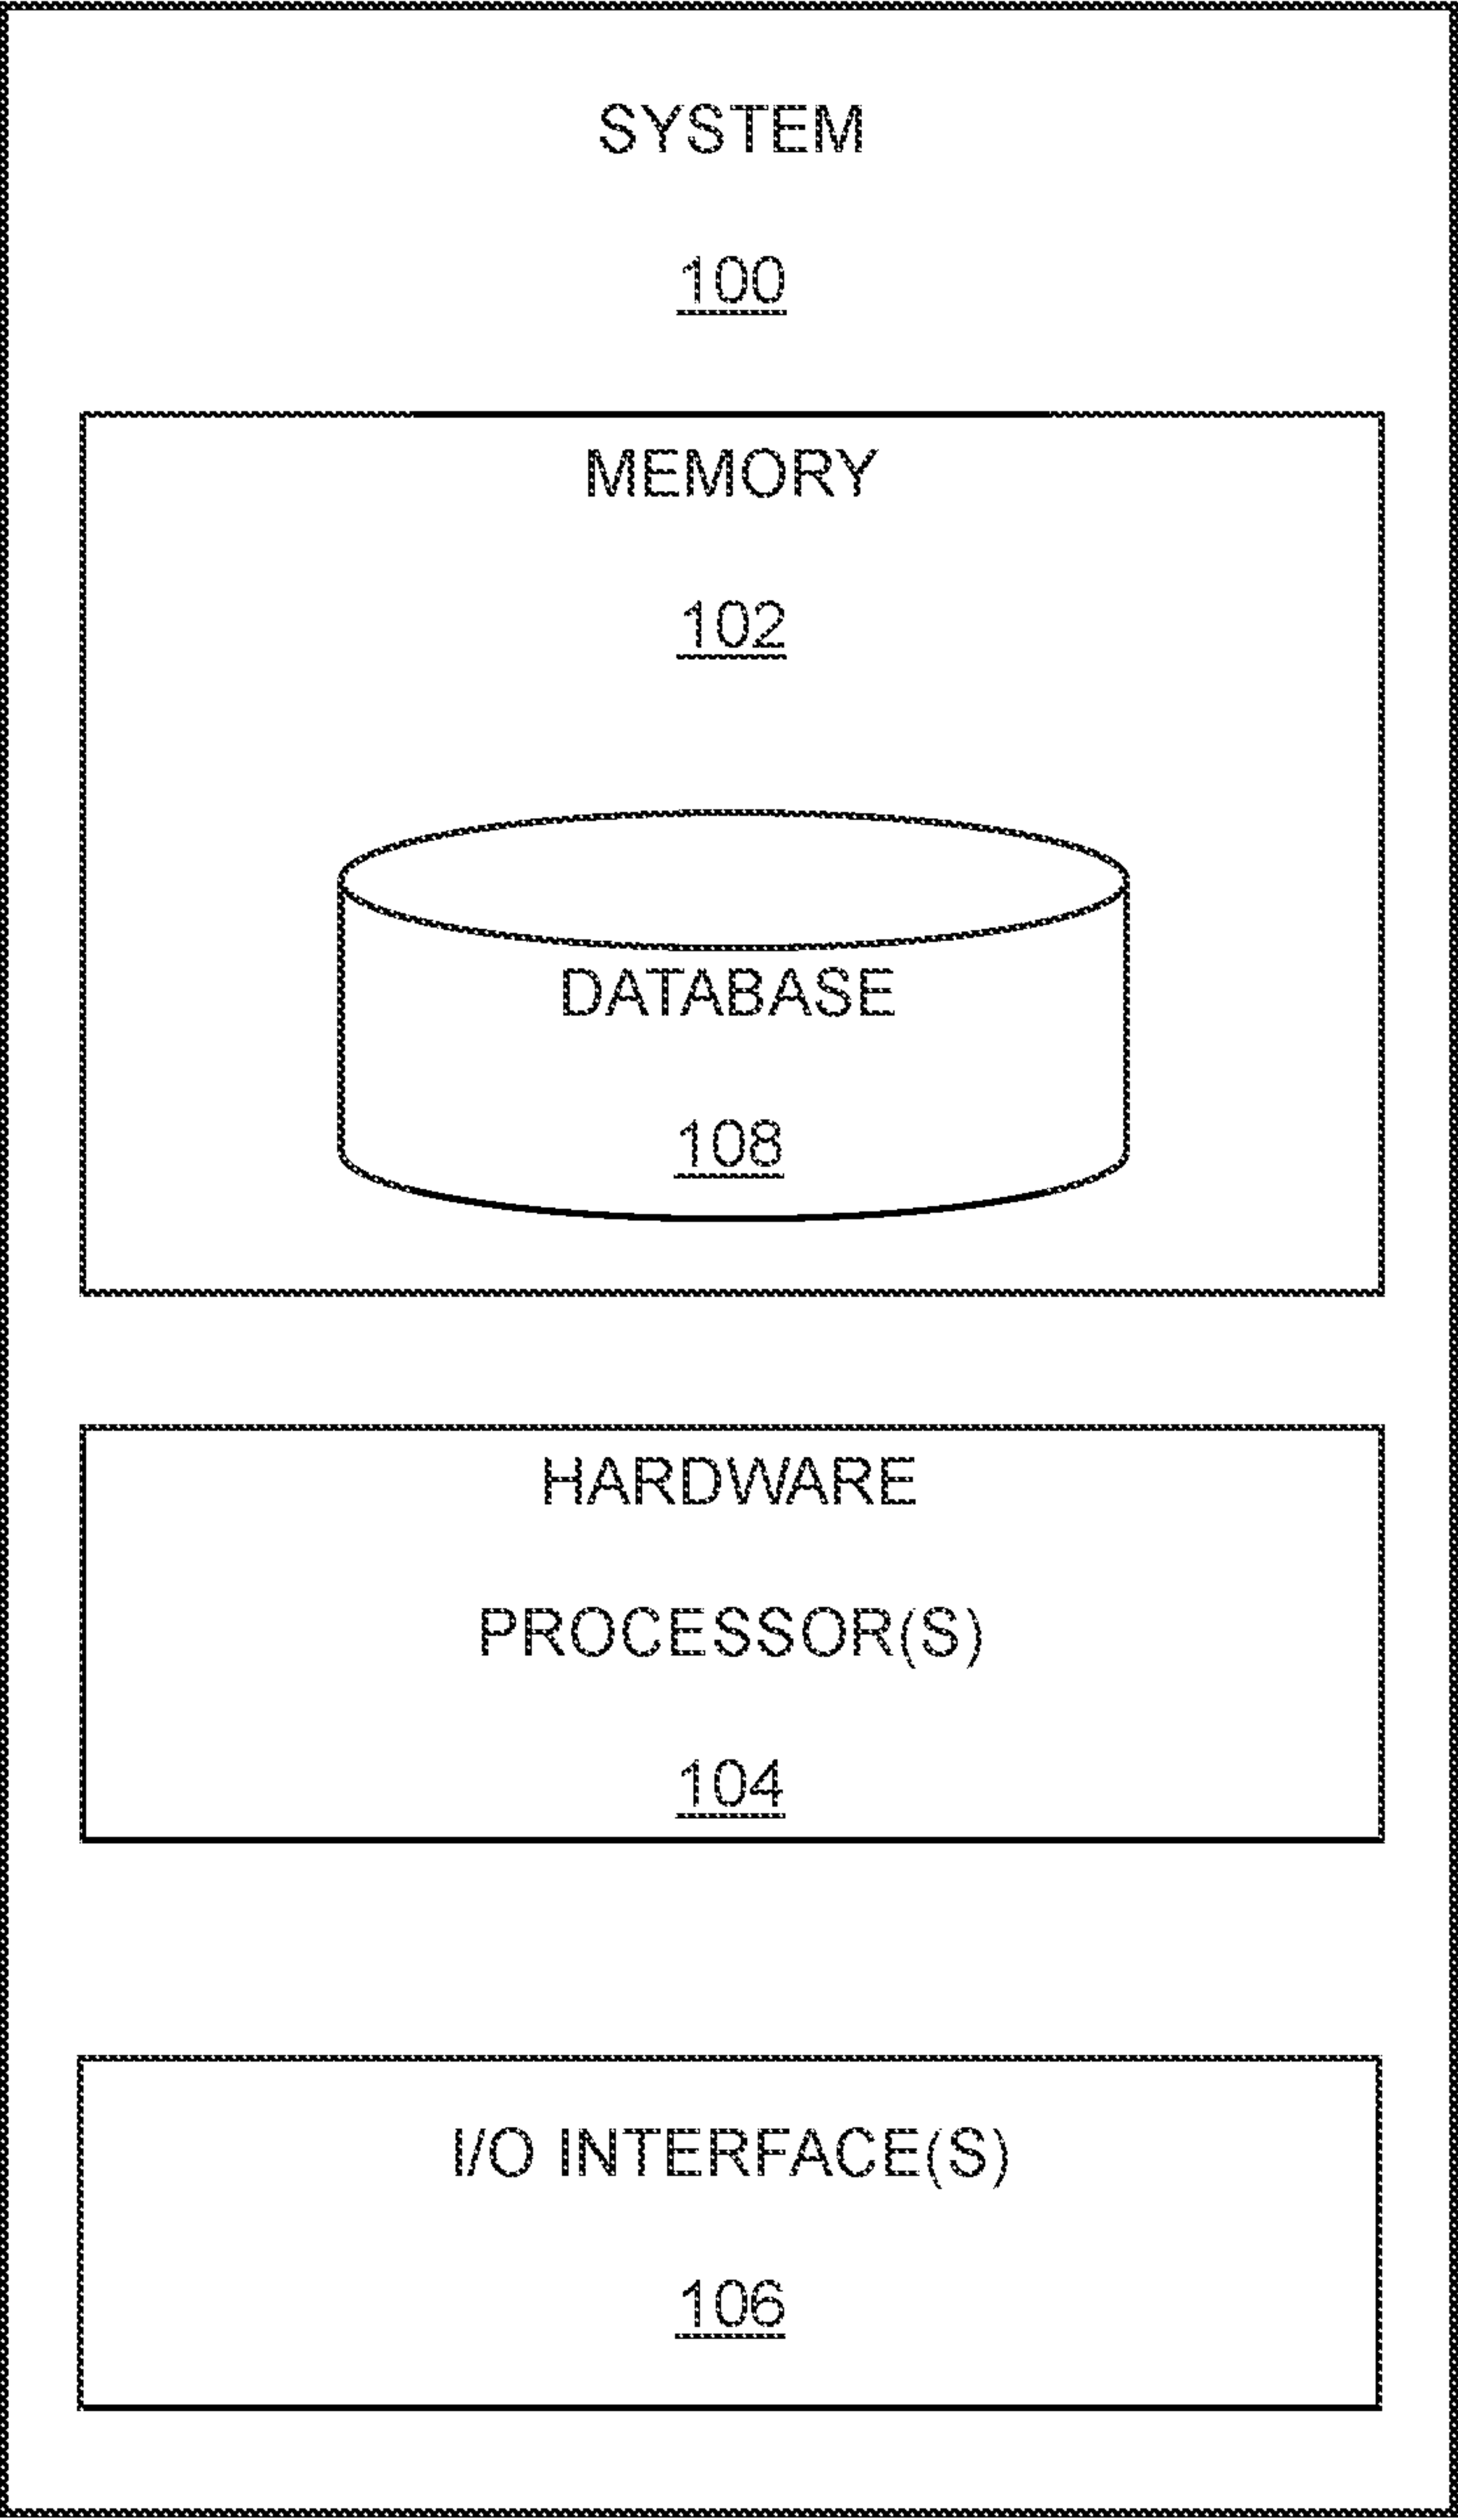 SYSTEM
100
MEMORY
102
DATABASE
108
HARDWARE
PROCESSOR(S)
104
I/O INTERFACE(S)
106